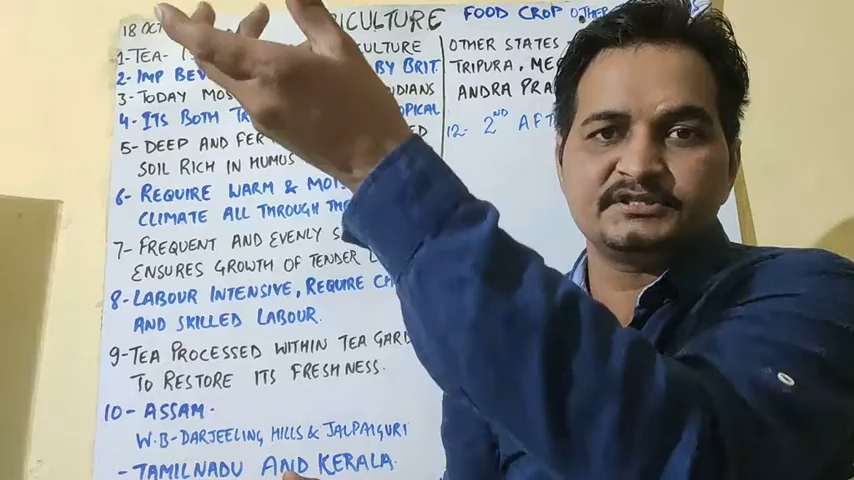 18 OCT
RICULTURE FOOD CROP OTHER
1-TEA-
CULTURE
2- IMP BEV BY BRIT.
3- TODAY MOS DIANS
4- ITS BOTH TR OPICAL
5- DEEP AND FER
SOIL RICH IN HUMUS
6- REQUIRE WARM & MOIS
CLIMATE ALL THROUGH TH
7- FREQUENT AND EVENLY S
ENSURES GROWTH OF TENDER L
8- LABOUR INTENSIVE, REQUIRE CH
AND SKILLED LABOUR.
9- TEA PROCESSED WITHIN TEA GARD
TO RESTORE ITS FRESHNESS.
10- ASSAM.
W.B-DARJEELING HILLS & JALPAIGURI
- TAMILNADU AND KERALA.
OTHER STATES
TRIPURA, ME
ANDRA PRA
12- 2ND AFT